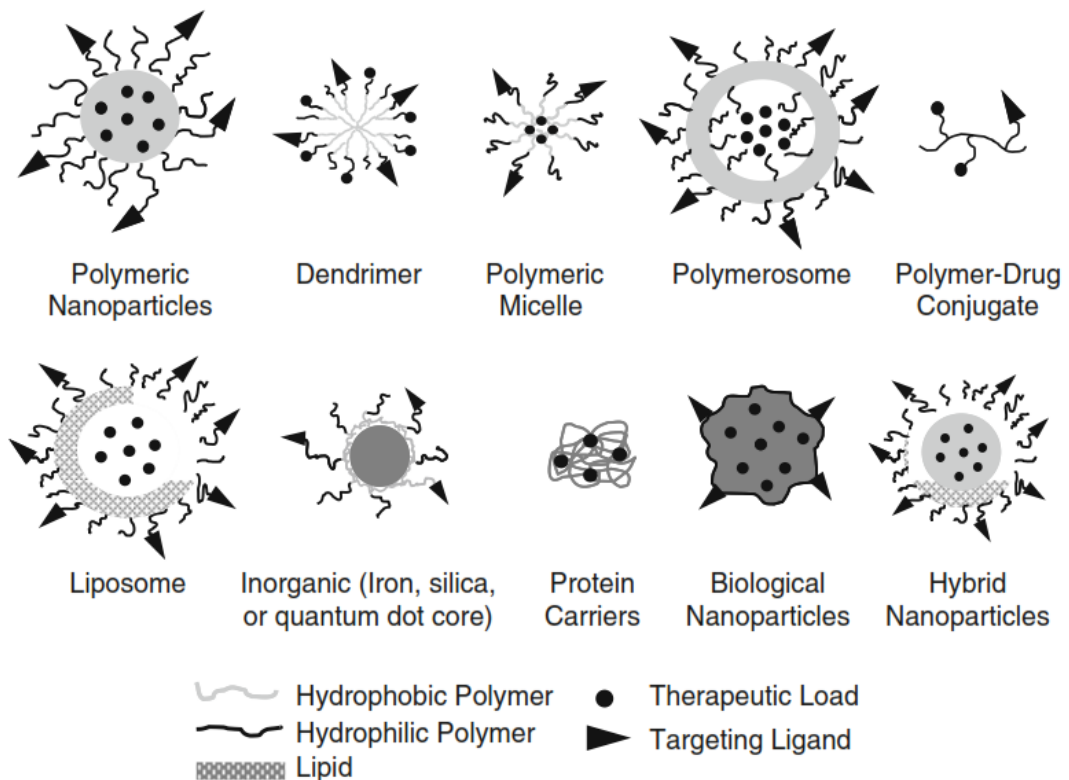 Polymeric
Nanoparticles
Dendrimer
Polymeric
Micelle
Polymerosome
Polymer-Drug
Conjugate
Liposome
Inorganic (Iron, silica,
or quantum dot core)
Protein
Carriers
Biological
Nanoparticles
Hybrid
Nanoparticles
Hydrophobic Polymer
Therapeutic Load
Hydrophilic Polymer
Targeting Ligand
Lipid